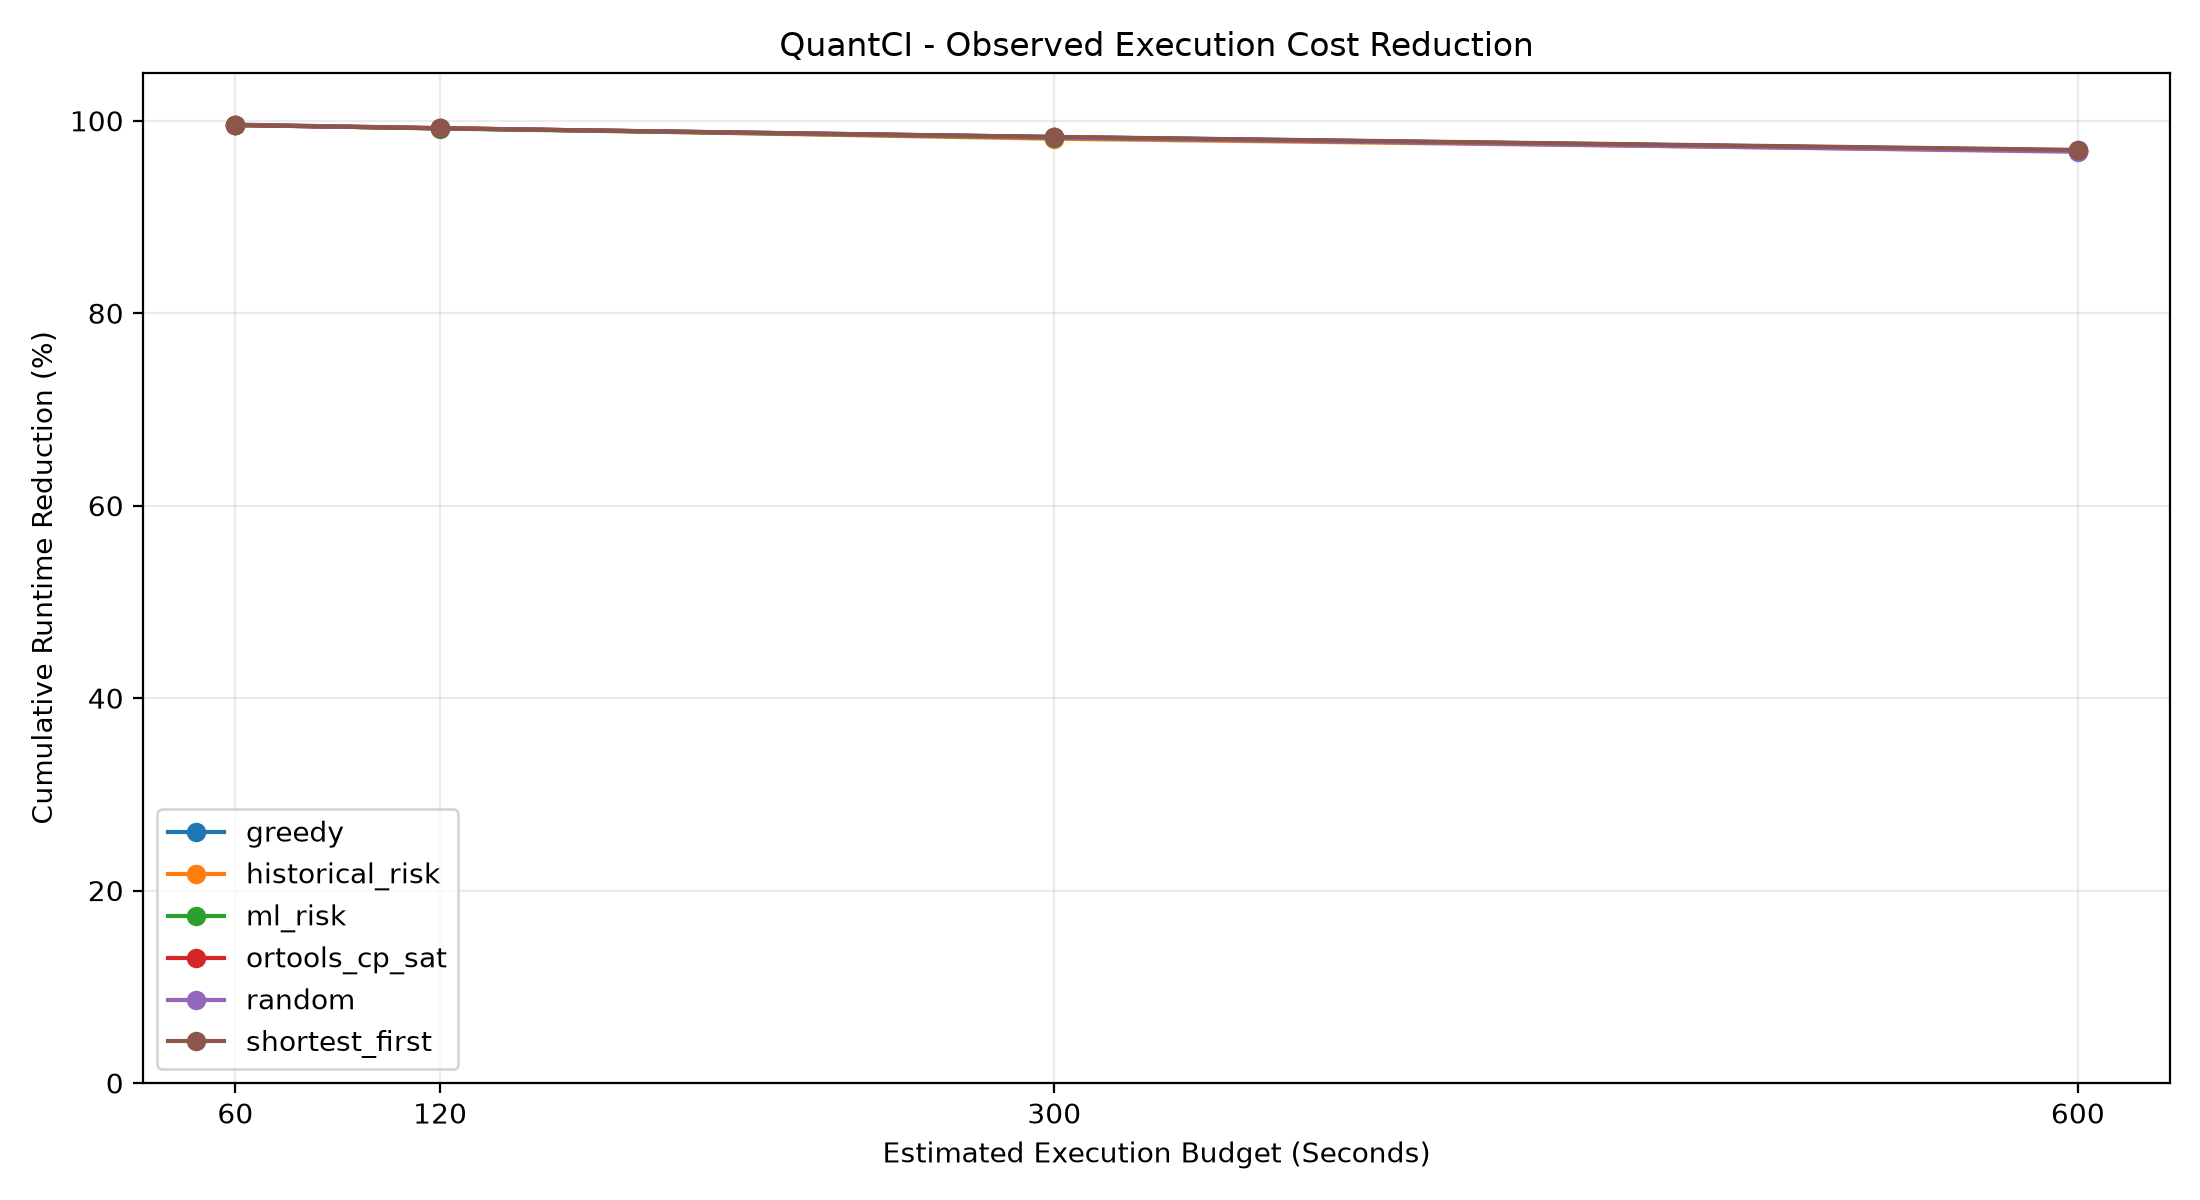 QuantCI - Observed Execution Cost Reduction
Cumulative Runtime Reduction (%)
100
80
60
40
20
0
greedy
historical_risk
ml_risk
ortools_cp_sat
random
shortest_first
60 120 300 600
Estimated Execution Budget (Seconds)